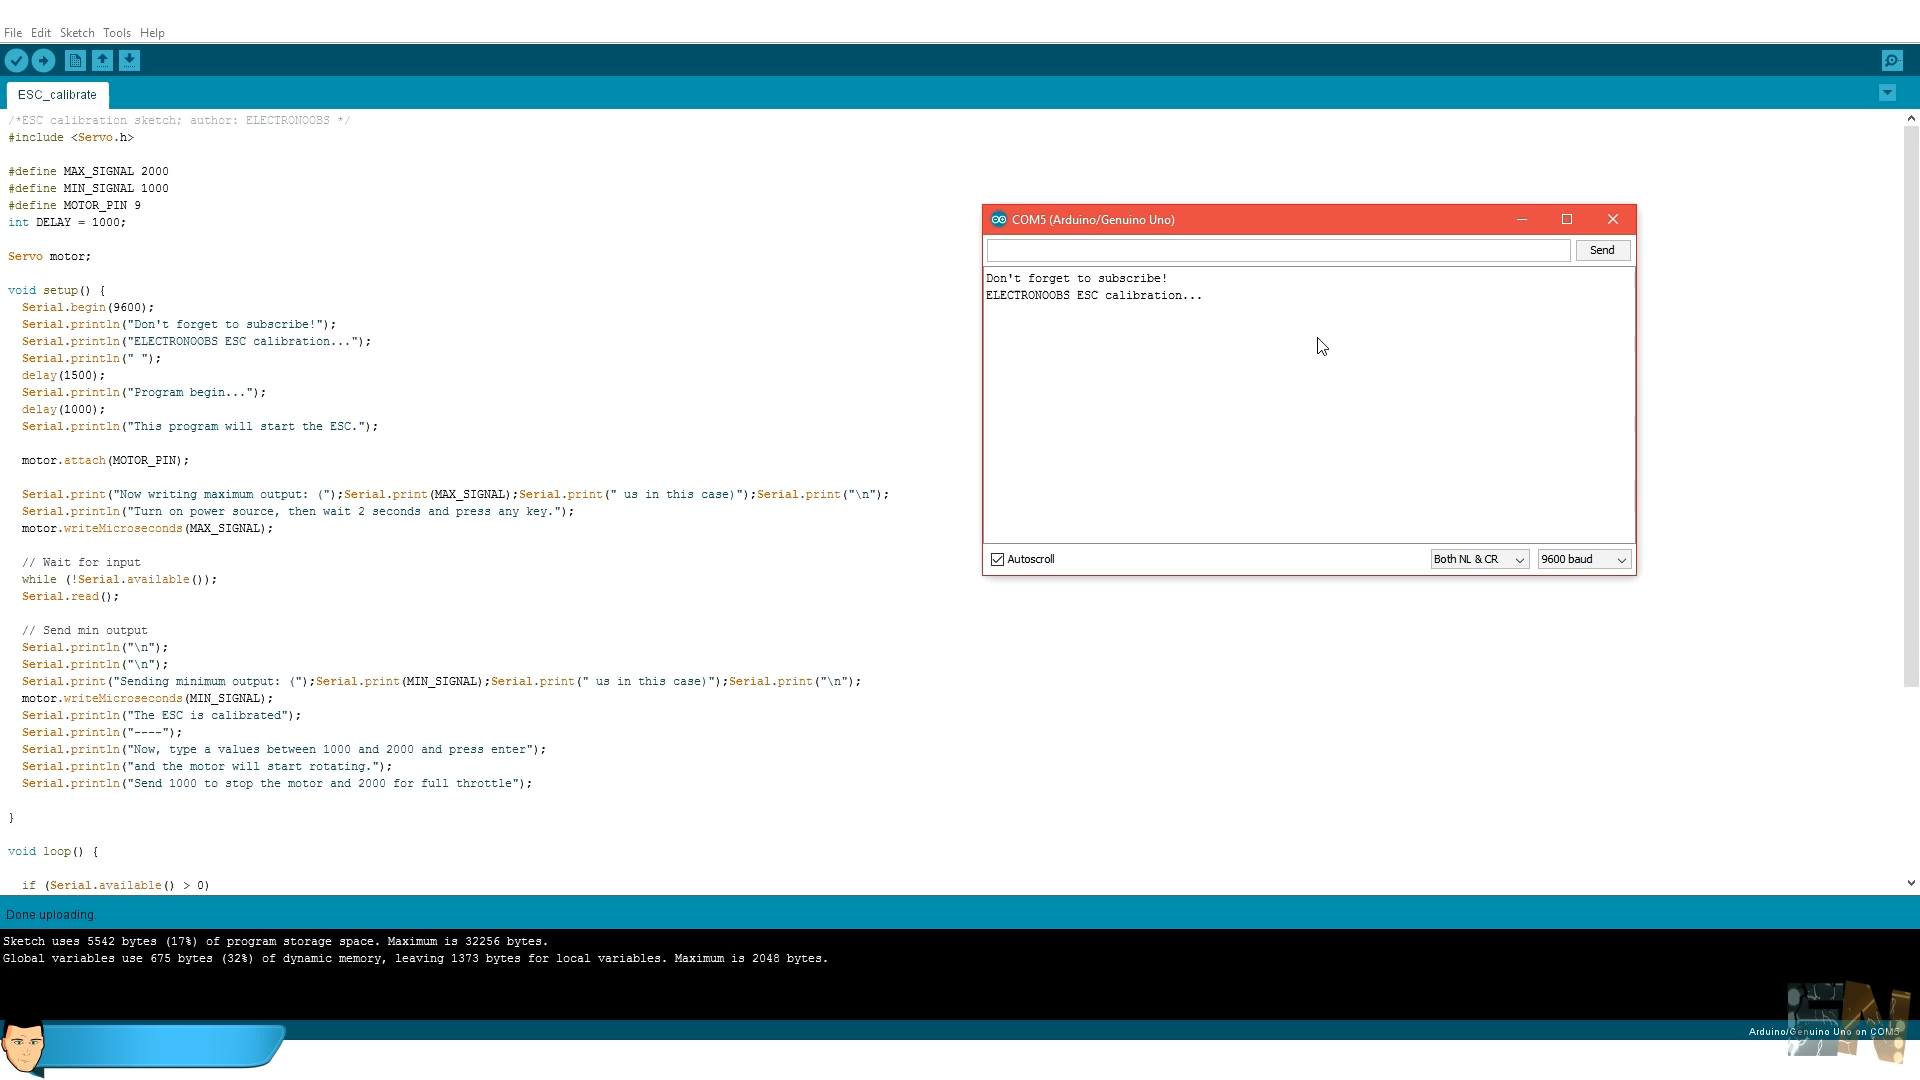 File Edit Sketch Tools Help
ESC_calibrate
/*ESC calibration sketch; author: ELECTRONOOBS */
#include <Servo.h>
#define MAX_SIGNAL 2000
#define MIN_SIGNAL 1000
#define MOTOR_PIN 9
int DELAY = 1000;
Servo motor;
void setup() {
Serial.begin(9600);
Serial.println("Don't forget to subscribe!");
Serial.println("ELECTRONOOBS ESC calibration...");
Serial.println(" ");
delay(1500);
Serial.println("Program begin...");
delay(1000);
Serial.println("This program will start the ESC.");
motor.attach(MOTOR_PIN);
Serial.print("Now writing maximum output: (");Serial.print(MAX_SIGNAL);Serial.print(" us in this case)");Serial.print("\n");
Serial.println("Turn on power source, then wait 2 seconds and press any key.");
motor.writeMicroseconds(MAX_SIGNAL);
// Wait for input
while (!Serial.available());
Serial.read();
// Send min output
Serial.println("\n");
Serial.println("\n");
Serial.print("Sending minimum output: (");Serial.print(MIN_SIGNAL);Serial.print(" us in this case)");Serial.print("\n");
motor.writeMicroseconds(MIN_SIGNAL);
Serial.println("The ESC is calibrated");
Serial.println("----");
Serial.println("Now, type a values between 1000 and 2000 and press enter");
Serial.println("and the motor will start rotating.");
Serial.println("Send 1000 to stop the motor and 2000 for full throttle");
}
void loop() {
if (Serial.available() > 0)
COM5 (Arduino/Genuino Uno)
Send
Don't forget to subscribe!
ELECTRONOOBS ESC calibration...
Autoscroll
Both NL & CR
9600 baud
Done uploading.
Sketch uses 5542 bytes (17%) of program storage space. Maximum is 32256 bytes.
Global variables use 675 bytes (32%) of dynamic memory, leaving 1373 bytes for local variables. Maximum is 2048 bytes.
Arduino/Genuino Uno on COM5
EN